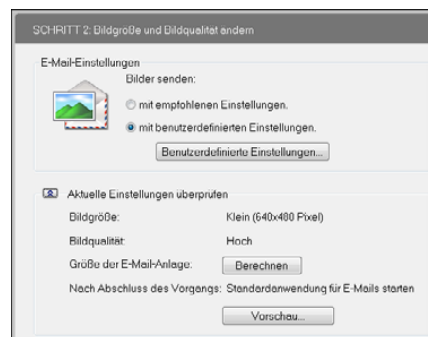 SCHRITT 2: Bildgröße und Bildqualität ändern
E-Mail-Einstellungen
Bilder senden:
mit empfohlenen Einstellungen.
mit benutzerdefinierten Einstellungen.
Benutzerdefinierte Einstellungen...
Aktuelle Einstellungen überprüfen
Bildgröße: Klein (640x480 Pixel)
Bildqualität: Hoch
Größe der E-Mail-Anlage: Berechnen
Nach Abschluss des Vorgangs: Standardanwendung für E-Mails starten
Vorschau...